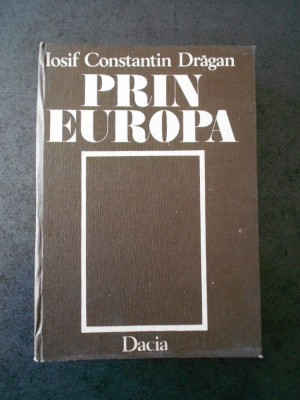 Iosif Constantin Drăgan
PRIN
EUROPA
Dacia